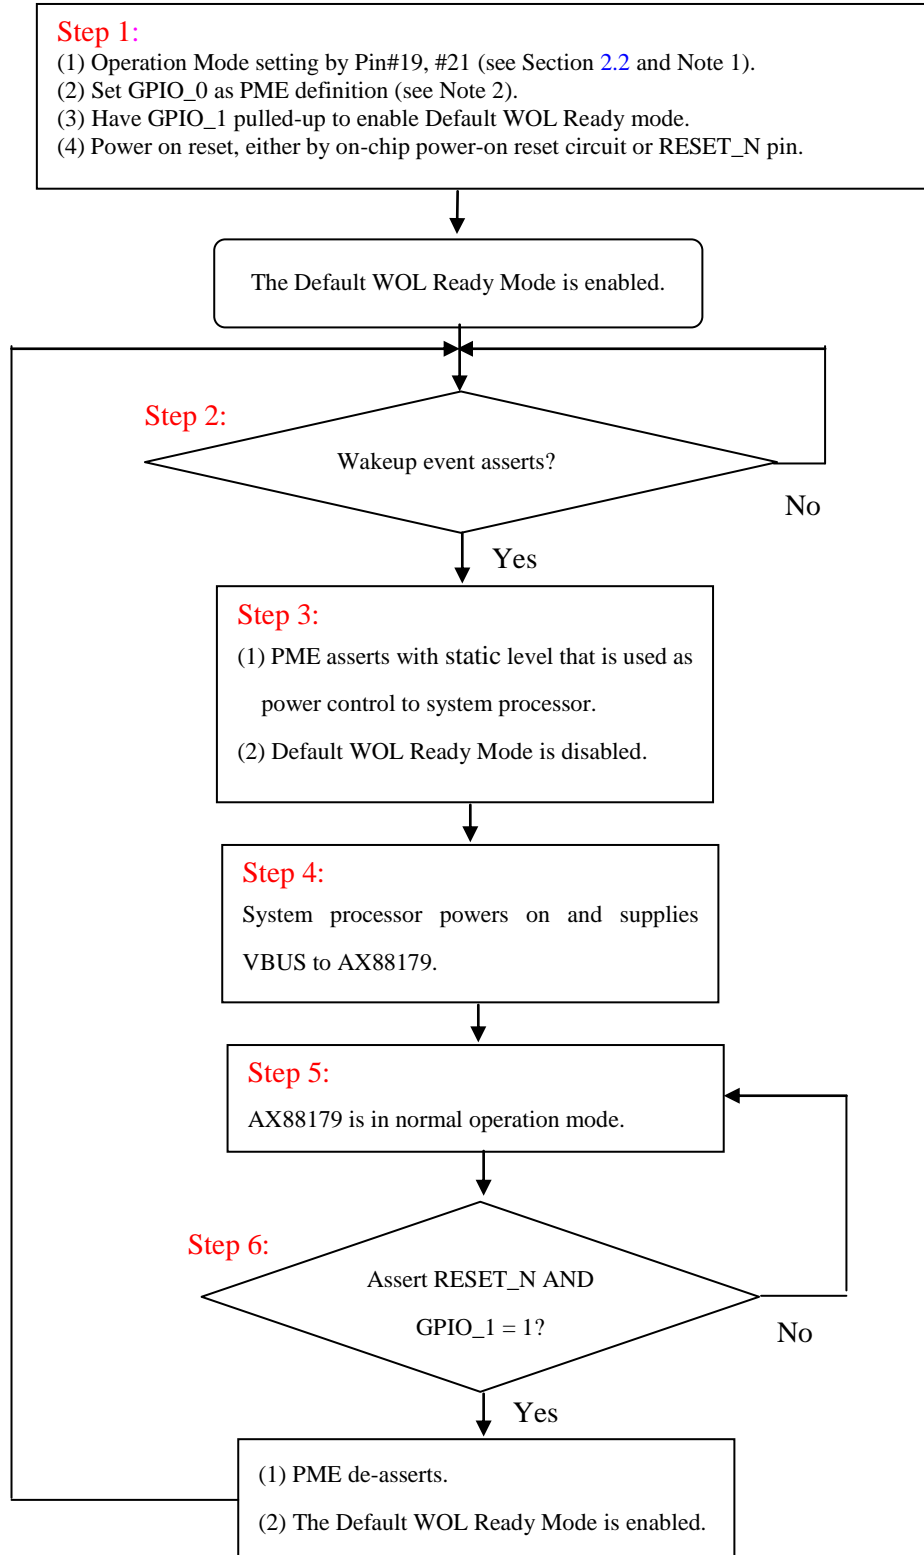 Step 1:
(1) Operation Mode setting by Pin#19, #21 (see Section 2.2 and Note 1).
(2) Set GPIO_0 as PME definition (see Note 2).
(3) Have GPIO_1 pulled-up to enable Default WOL Ready mode.
(4) Power on reset, either by on-chip power-on reset circuit or RESET_N pin.
The Default WOL Ready Mode is enabled.
Step 2:
Wakeup event asserts?
No
Yes
Step 3:
(1) PME asserts with static level that is used as
power control to system processor.
(2) Default WOL Ready Mode is disabled.
Step 4:
System processor powers on and supplies
VBUS to AX88179.
Step 5:
AX88179 is in normal operation mode.
Step 6:
Assert RESET_N AND
GPIO_1 = 1?
No
Yes
(1) PME de-asserts.
(2) The Default WOL Ready Mode is enabled.